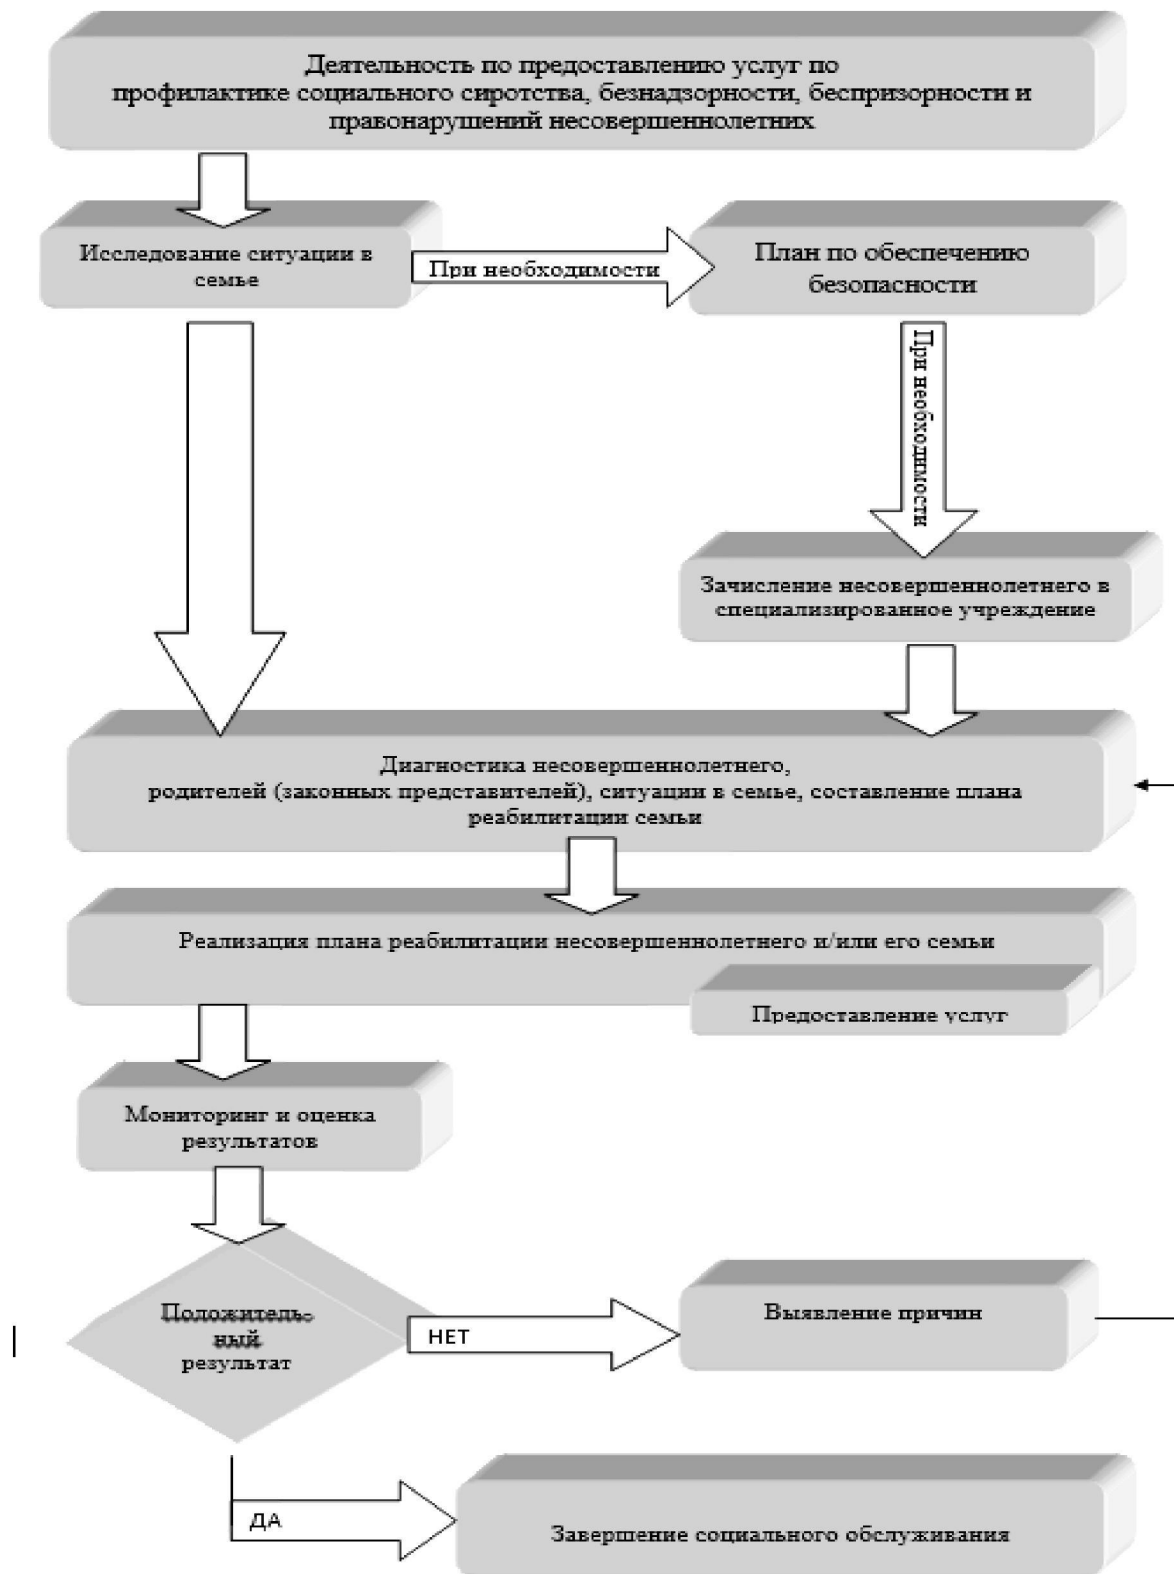 Деятельность по предоставлению услуг по
профилактике социального сиротства, безнадзорности, беспризорности и
правонарушений несовершеннолетних
Исследование ситуации в
семье
При необходимости
План по обеспечению
безопасности
При необходимости
Зачисление несовершеннолетнего в
специализированное учреждение
Диагностика несовершеннолетнего,
родителей (законных представителей), ситуации в семье, составление плана
реабилитации семьи
Реализация плана реабилитации несовершеннолетнего и/или его семьи
Предоставление услуг
Мониторинг и оценка
результатов
Положитель-
ный
результат
НЕТ
Выявление причин
ДА
Завершение социального обслуживания